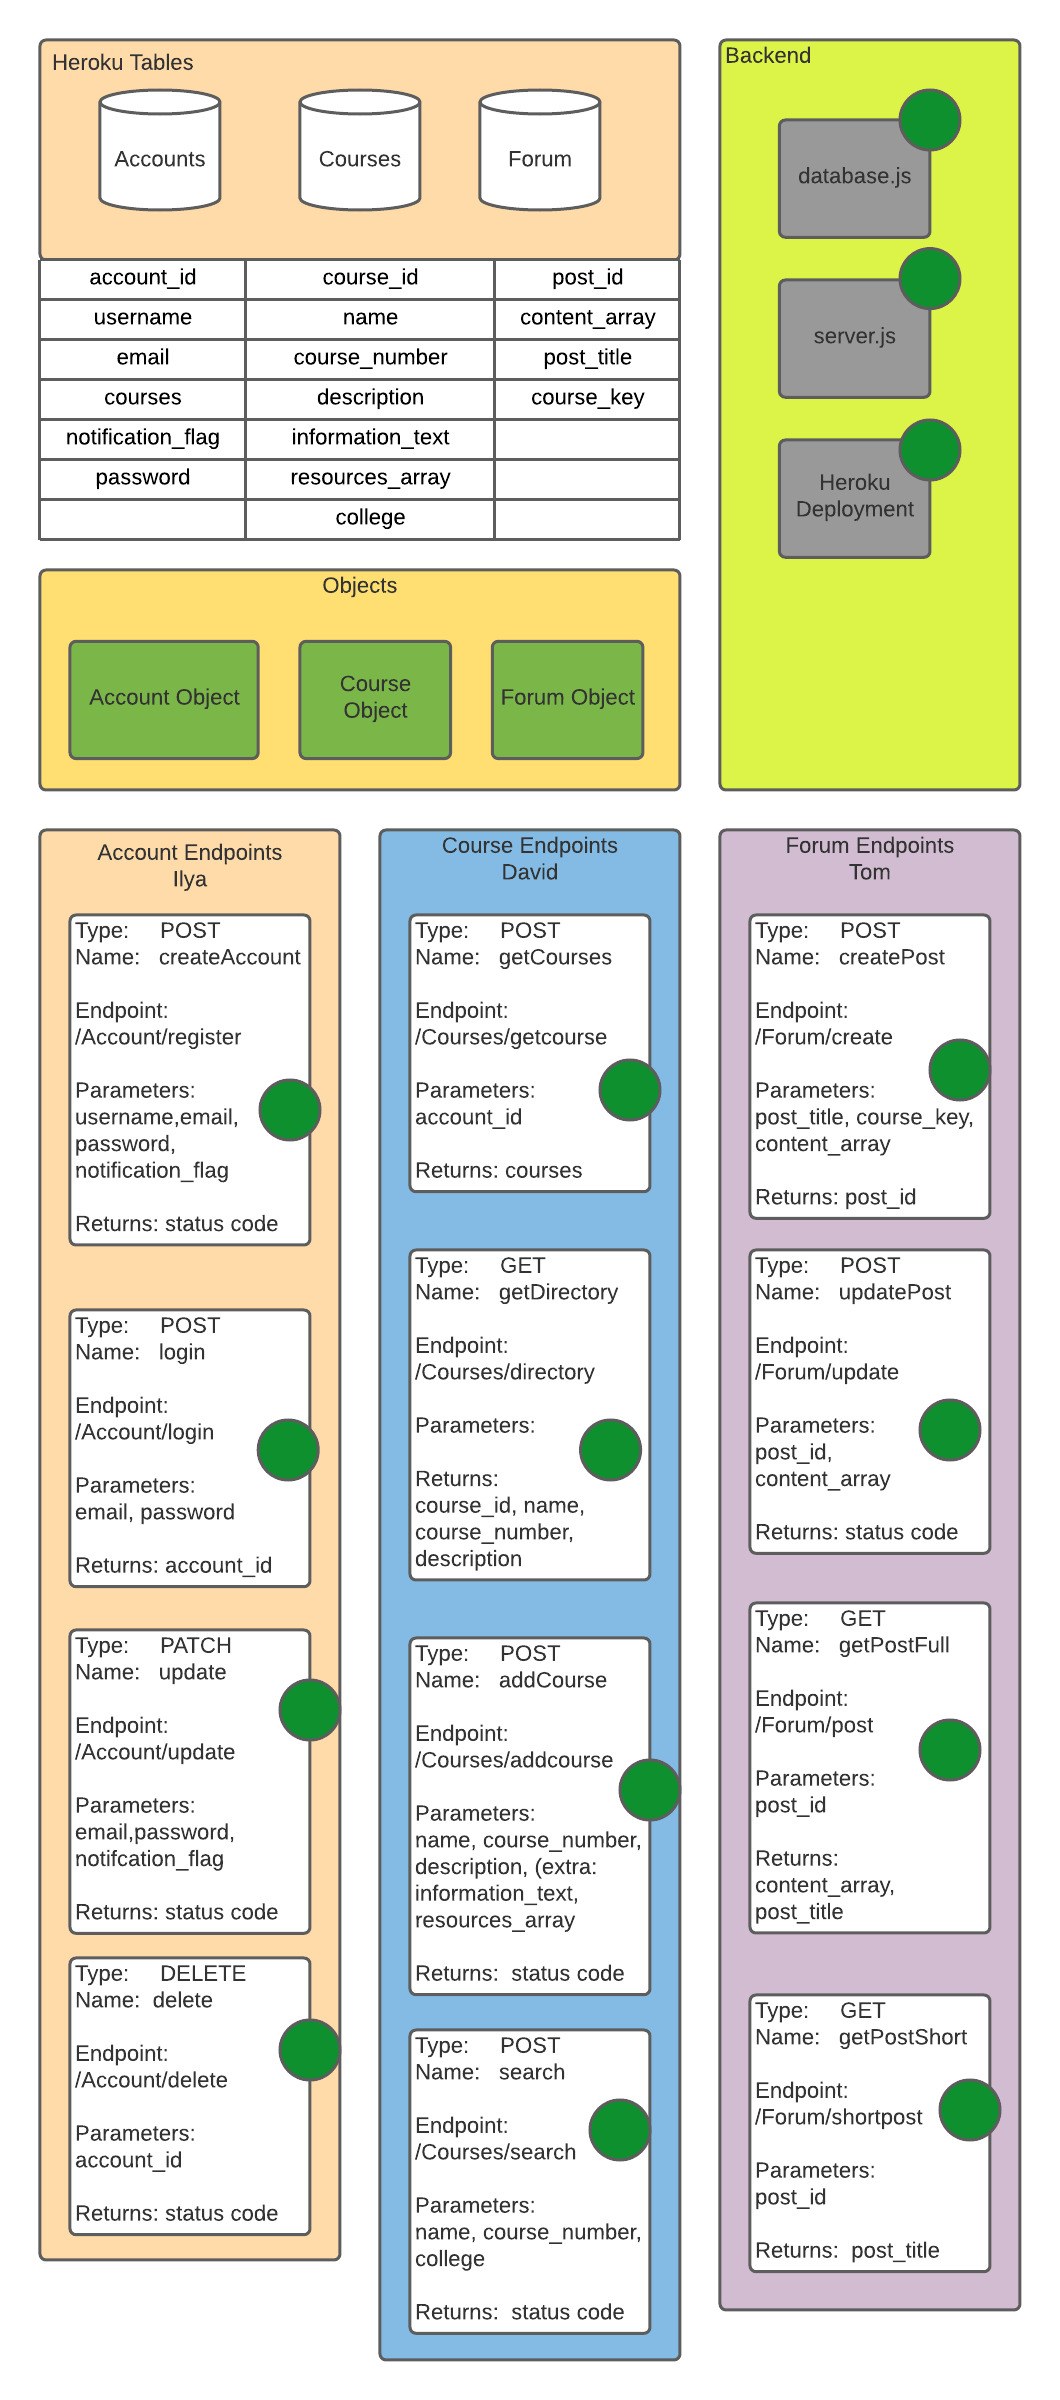 Heroku Tables
Accounts
Courses
Forum
account_id course_id post_id
username name content_array
email course_number post_title
courses description course_key
notification_flag information_text
password resources_array
college
Backend
database.js
server.js
Heroku
Deployment
Objects
Account Object
Course
Object
Forum Object
Account Endpoints
Ilya
Type: POST
Name: createAccount
Endpoint:
/Account/register
Parameters:
username,email,
password,
notification_flag
Returns: status code
Type: POST
Name: login
Endpoint:
/Account/login
Parameters:
email, password
Returns: account_id
Type: PATCH
Name: update
Endpoint:
/Account/update
Parameters:
email,password,
notifcation_flag
Returns: status code
Type: DELETE
Name: delete
Endpoint:
/Account/delete
Parameters:
account_id
Returns: status code
Course Endpoints
David
Type: POST
Name: getCourses
Endpoint:
/Courses/getcourse
Parameters:
account_id
Returns: courses
Type: GET
Name: getDirectory
Endpoint:
/Courses/directory
Parameters:
Returns:
course_id, name,
course_number,
description
Type: POST
Name: addCourse
Endpoint:
/Courses/addcourse
Parameters:
name, course_number,
description, (extra:
information_text,
resources_array
Returns: status code
Type: POST
Name: search
Endpoint:
/Courses/search
Parameters:
name, course_number,
college
Returns: status code
Forum Endpoints
Tom
Type: POST
Name: createPost
Endpoint:
/Forum/create
Parameters:
post_title, course_key,
content_array
Returns: post_id
Type: POST
Name: updatePost
Endpoint:
/Forum/update
Parameters:
post_id,
content_array
Returns: status code
Type: GET
Name: getPostFull
Endpoint:
/Forum/post
Parameters:
post_id
Returns:
content_array,
post_title
Type: GET
Name: getPostShort
Endpoint:
/Forum/shortpost
Parameters:
post_id
Returns: post_title